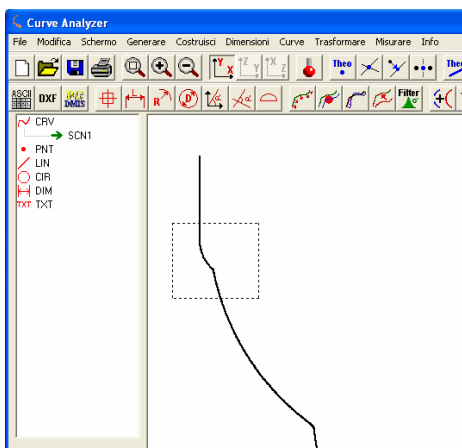 Curve Analyzer
File Modifica Schermo Generare Costruisci Dimensioni Curve Trasformare Misurare Info
Y X Z Y X Z Theo Theo
ASCII DXF DMIS L R D α α Filter
CRV
SCN1
PNT
LIN
CIR
DIM
TXT TXT